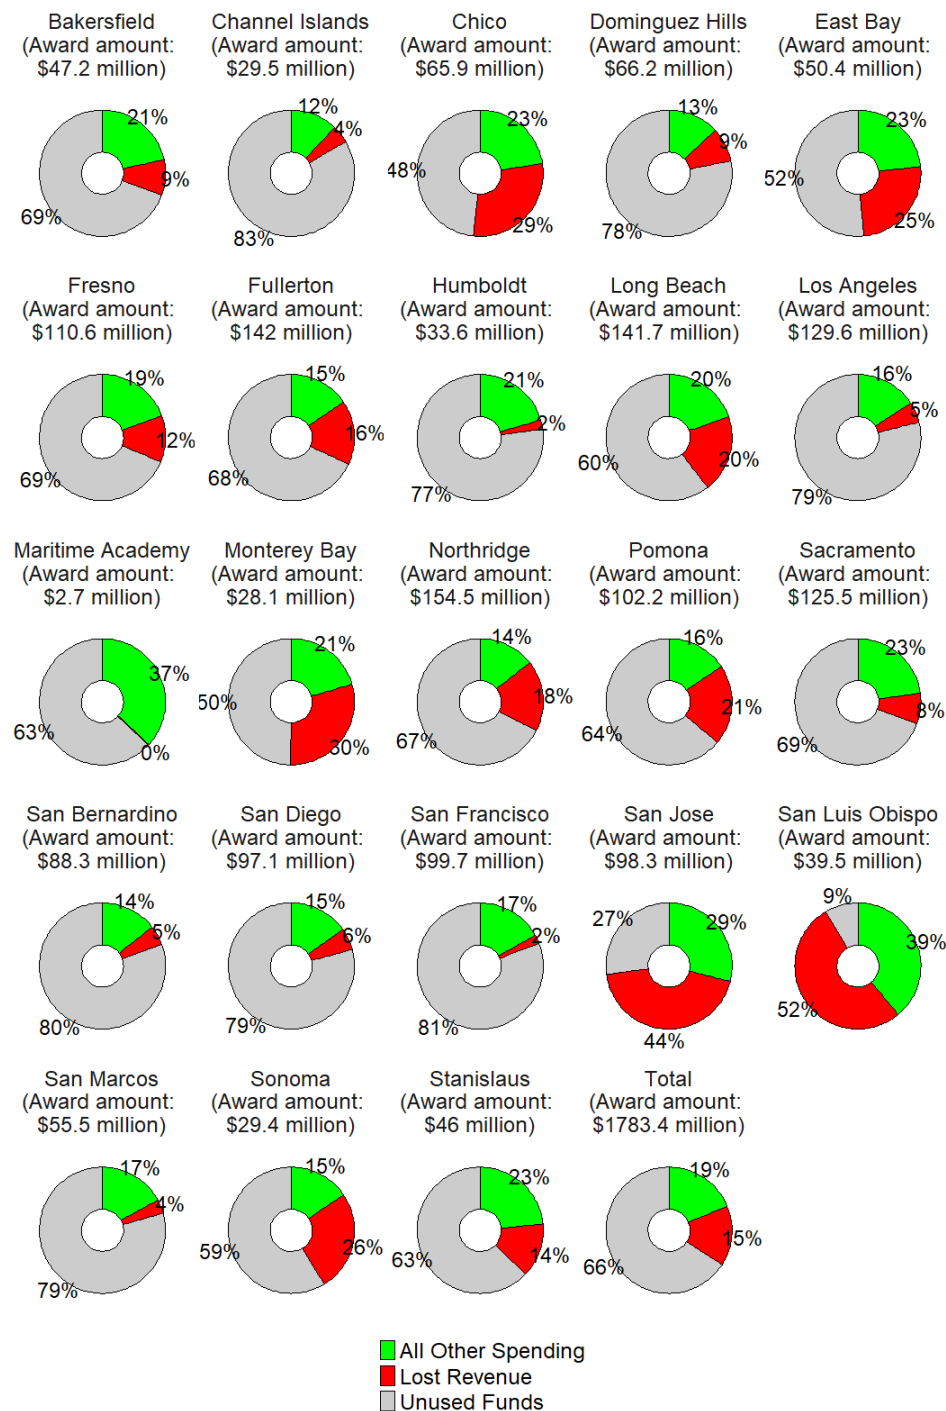 Bakersfield
(Award amount:
$47.2 million)
21%
9%
69%
Channel Islands
(Award amount:
$29.5 million)
12%
4%
83%
Chico
(Award amount:
$65.9 million)
23%
48%
29%
Dominguez Hills
(Award amount:
$66.2 million)
13%
9%
78%
East Bay
(Award amount:
$50.4 million)
23%
52%
25%
Fresno
(Award amount:
$110.6 million)
19%
12%
69%
Fullerton
(Award amount:
$142 million)
15%
16%
68%
Humboldt
(Award amount:
$33.6 million)
21%
2%
77%
Long Beach
(Award amount:
$141.7 million)
20%
60%
20%
Los Angeles
(Award amount:
$129.6 million)
16%
5%
79%
Maritime Academy
(Award amount:
$2.7 million)
37%
63%
0%
Monterey Bay
(Award amount:
$28.1 million)
21%
50%
30%
Northridge
(Award amount:
$154.5 million)
14%
18%
67%
Pomona
(Award amount:
$102.2 million)
16%
21%
64%
Sacramento
(Award amount:
$125.5 million)
23%
8%
69%
San Bernardino
(Award amount:
$88.3 million)
14%
5%
80%
San Diego
(Award amount:
$97.1 million)
15%
6%
79%
San Francisco
(Award amount:
$99.7 million)
17%
2%
81%
San Jose
(Award amount:
$98.3 million)
27%
29%
44%
San Luis Obispo
(Award amount:
$39.5 million)
9%
39%
52%
San Marcos
(Award amount:
$55.5 million)
17%
4%
79%
Sonoma
(Award amount:
$29.4 million)
15%
59%
26%
Stanislaus
(Award amount:
$46 million)
23%
63%
14%
Total
(Award amount:
$1783.4 million)
19%
15%
66%
All Other Spending
Lost Revenue
Unused Funds